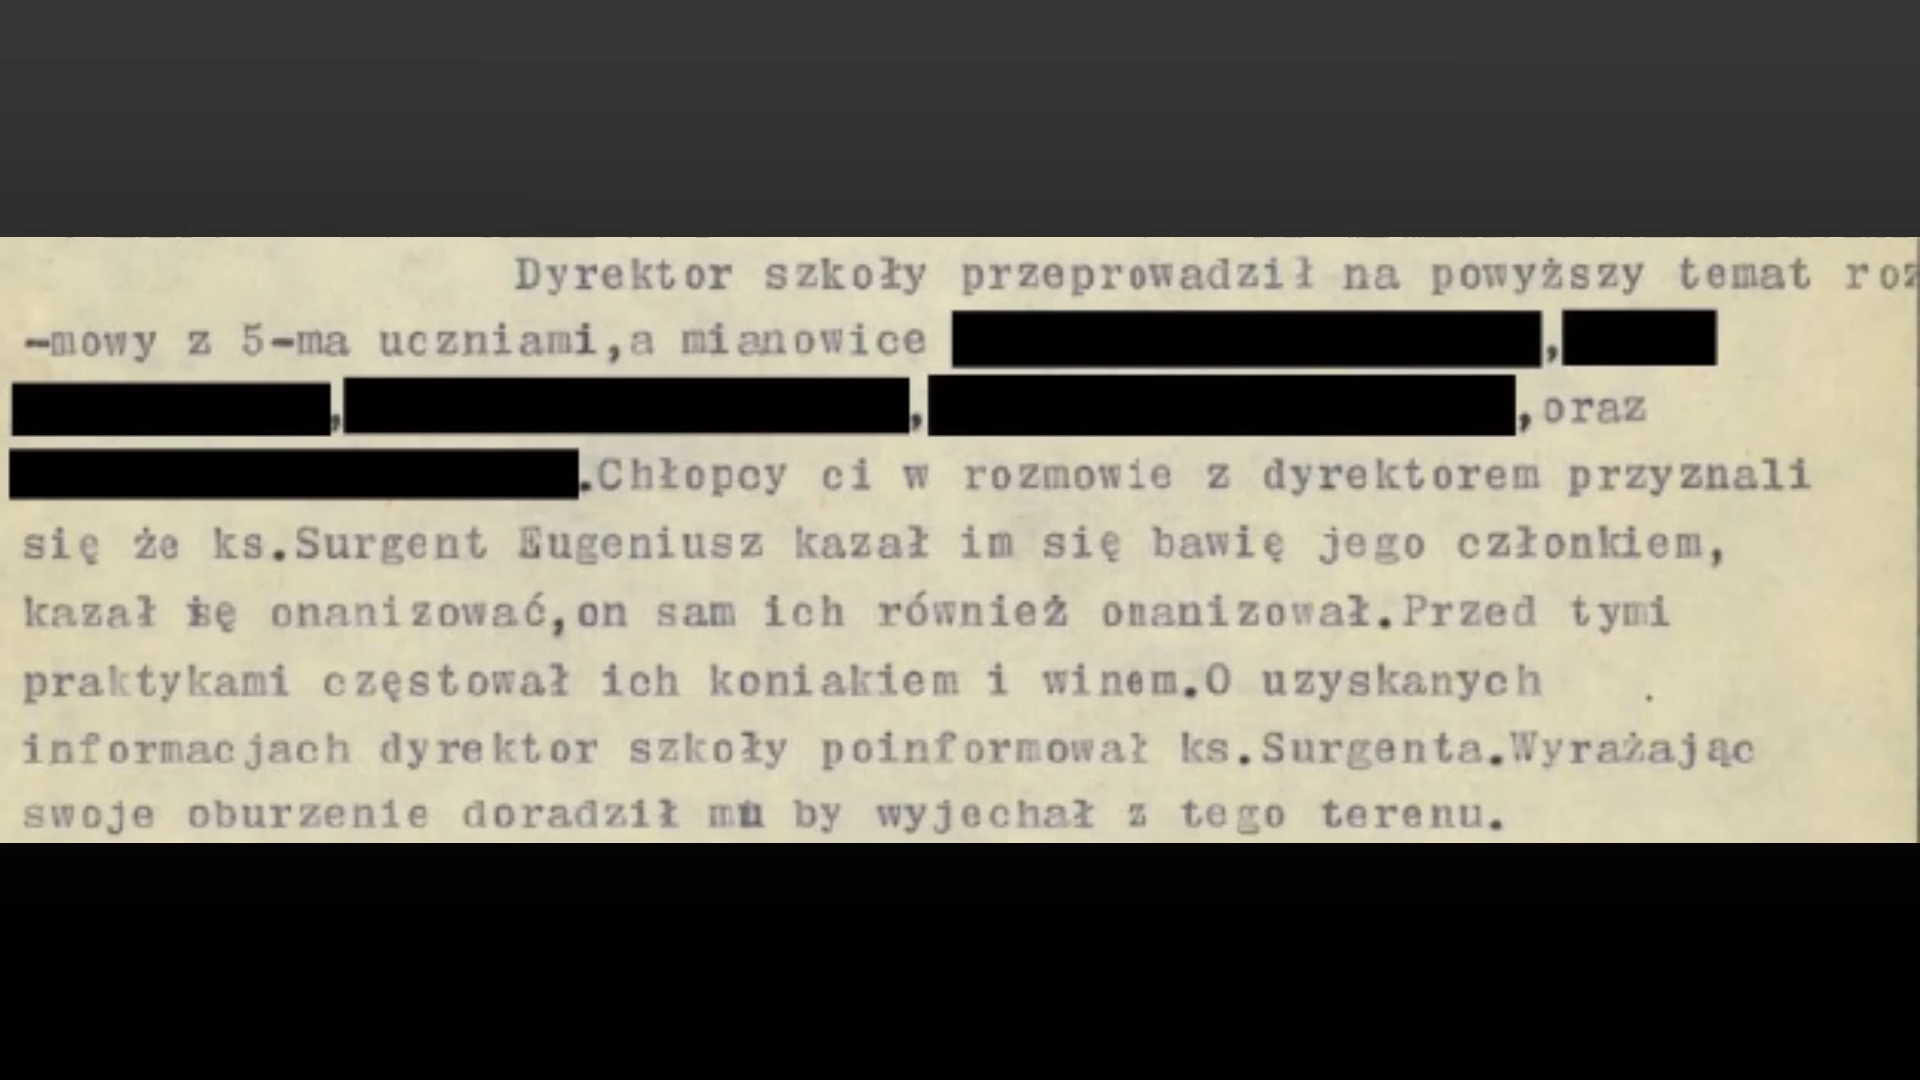 Dyrektor szkoły przeprowadził na powyższy temat roz
-mowy z 5-ma uczniami,a mianowice , 
, , ,oraz
.Chłopcy ci w rozmowie z dyrektorem przyznali
się że ks.Surgent Eugeniusz kazał im się bawię jego członkiem,
kazał sę onanizować,on sam ich również onanizował.Przed tymi
praktykami częstował ich koniakiem i winem.O uzyskanych
informacjach dyrektor szkoły poinformował ks.Surgenta.Wyrażając
swoje oburzenie doradził mu by wyjechał z tego terenu.